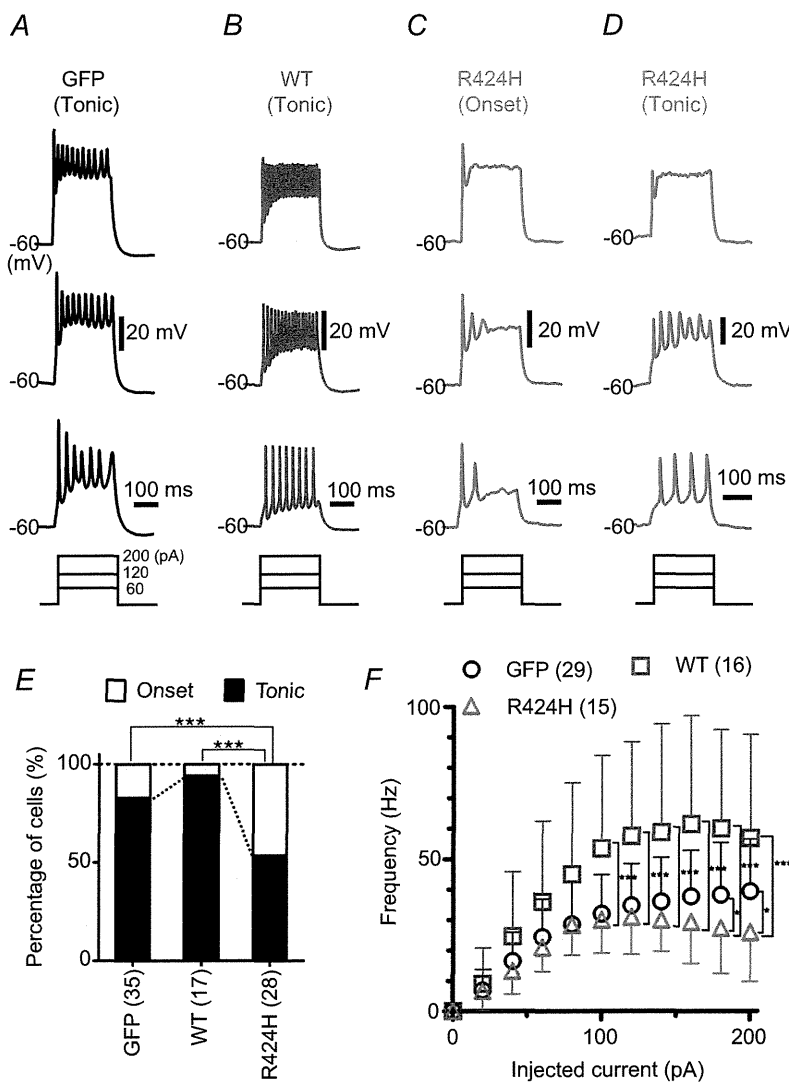 A
B
C
D
GFP
(Tonic)
WT
(Tonic)
R424H
(Onset)
R424H
(Tonic)
-60
(mV)
-60
-60
-60
-60
20 mV
-60
20 mV
-60
20 mV
-60
20 mV
-60
100 ms
-60
100 ms
-60
100 ms
-60
100 ms
200 (pA)
120
60
E
Onset
Tonic
***
***
Percentage of cells (%)
100
50
0
GFP (35)
WT (17)
R424H (28)
F
GFP (29)
WT (16)
R424H (15)
Frequency (Hz)
100
50
0
***
***
***
***
***
***
*
*
0
100
200
Injected current (pA)